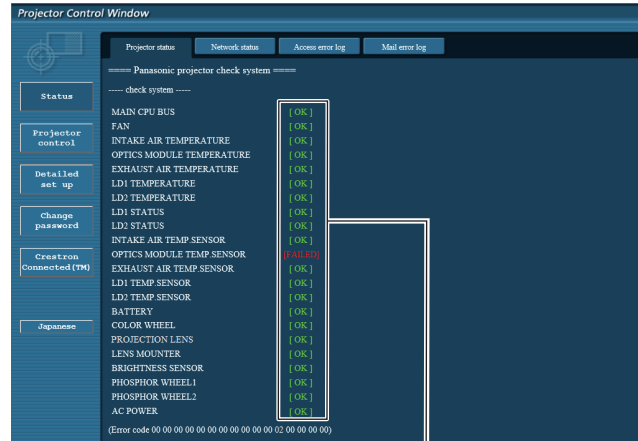 Projector Control Window
Projector status Network status Access error log Mail error log
==== Panasonic projector check system ====
----- check system -----
Status
Projector control
Detailed set up
Change password
Crestron Connected(TM)
Japanese
MAIN CPU BUS [ OK ]
FAN [ OK ]
INTAKE AIR TEMPERATURE [ OK ]
OPTICS MODULE TEMPERATURE [ OK ]
EXHAUST AIR TEMPERATURE [ OK ]
LD1 TEMPERATURE [ OK ]
LD2 TEMPERATURE [ OK ]
LD1 STATUS [ OK ]
LD2 STATUS [ OK ]
INTAKE AIR TEMP.SENSOR [ OK ]
OPTICS MODULE TEMP.SENSOR [FAILED]
EXHAUST AIR TEMP.SENSOR [ OK ]
LD1 TEMP.SENSOR [ OK ]
LD2 TEMP.SENSOR [ OK ]
BATTERY [ OK ]
COLOR WHEEL [ OK ]
PROJECTION LENS [ OK ]
LENS MOUNTER [ OK ]
BRIGHTNESS SENSOR [ OK ]
PHOSPHOR WHEEL1 [ OK ]
PHOSPHOR WHEEL2 [ OK ]
AC POWER [ OK ]
(Error code 00 00 00 00 00 00 00 00 00 00 00 02 00 00 00 00)